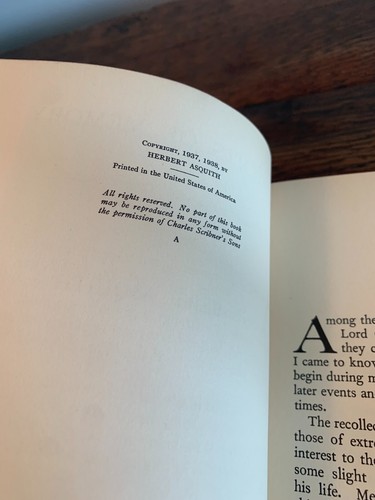 COPYRIGHT, 1937, 1938, BY
HERBERT ASQUITH
Printed in the United States of America
All rights reserved. No part of this book
may be reproduced in any form without
the permission of Charles Scribner's Sons
A
Among the
Lord
they c
I came to know
begin during m
later events an
times.
The recolle
those of extr
interest to the
some slight
his life. Me